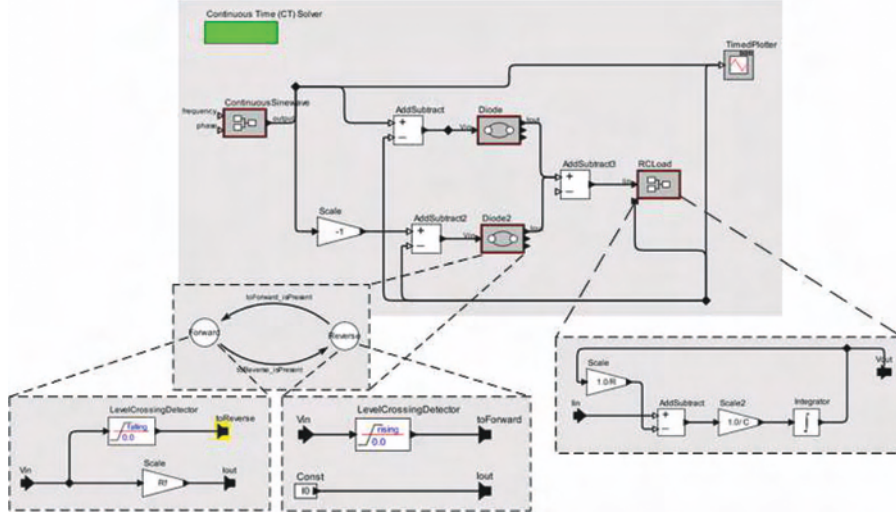 Continuous Time (CT) Solver
TimedPlotter
ContinuousSinewave
frequency
phase
output
AddSubtract
+
−
Diode
Vin
Iout
AddSubtract3
+
−
RCLoad
Iin
Scale
-1
AddSubtract2
+
−
Diode2
Vin
Iout
toForward_isPresent
Forward
Reverse
toReverse_isPresent
LevelCrossingDetector
falling
0.0
toReverse
Vin
Scale
Rf
Iout
Vin
LevelCrossingDetector
rising
0.0
toForward
Const
I0
Iout
Scale
1.0/R
Iin
AddSubtract
+
−
Scale2
1.0/ C
Integrator
∫
Vout